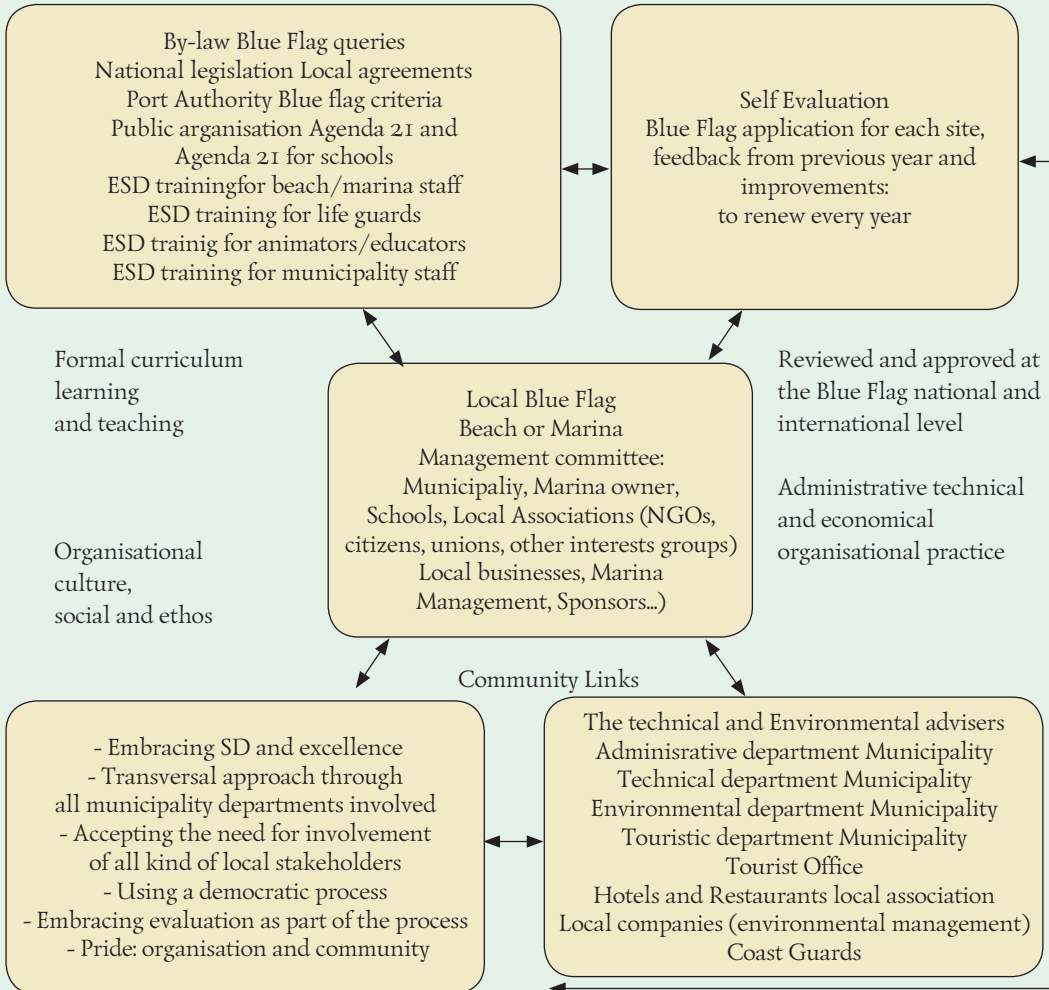 By-law Blue Flag queries
National legislation Local agreements
Port Authority Blue flag criteria
Public arganisation Agenda 21 and
Agenda 21 for schools
ESD trainingfor beach/marina staff
ESD training for life guards
ESD trainig for animators/educators
ESD training for municipality staff
Self Evaluation
Blue Flag application for each site,
feedback from previous year and
improvements:
to renew every year
Formal curriculum
learning
and teaching
Organisational
culture,
social and ethos
Local Blue Flag
Beach or Marina
Management committee:
Municipaliy, Marina owner,
Schools, Local Associations (NGOs,
citizens, unions, other interests groups)
Local businesses, Marina
Management, Sponsors...)
Reviewed and approved at
the Blue Flag national and
international level
Administrative technical
and economical
organisational practice
Community Links
- Embracing SD and excellence
- Transversal approach through
all municipality departments involved
- Accepting the need for involvement
of all kind of local stakeholders
- Using a democratic process
- Embracing evaluation as part of the process
- Pride: organisation and community
The technical and Environmental advisers
Adminisrative department Municipality
Technical department Municipality
Environmental department Municipality
Touristic department Municipality
Tourist Office
Hotels and Restaurants local association
Local companies (environmental management)
Coast Guards